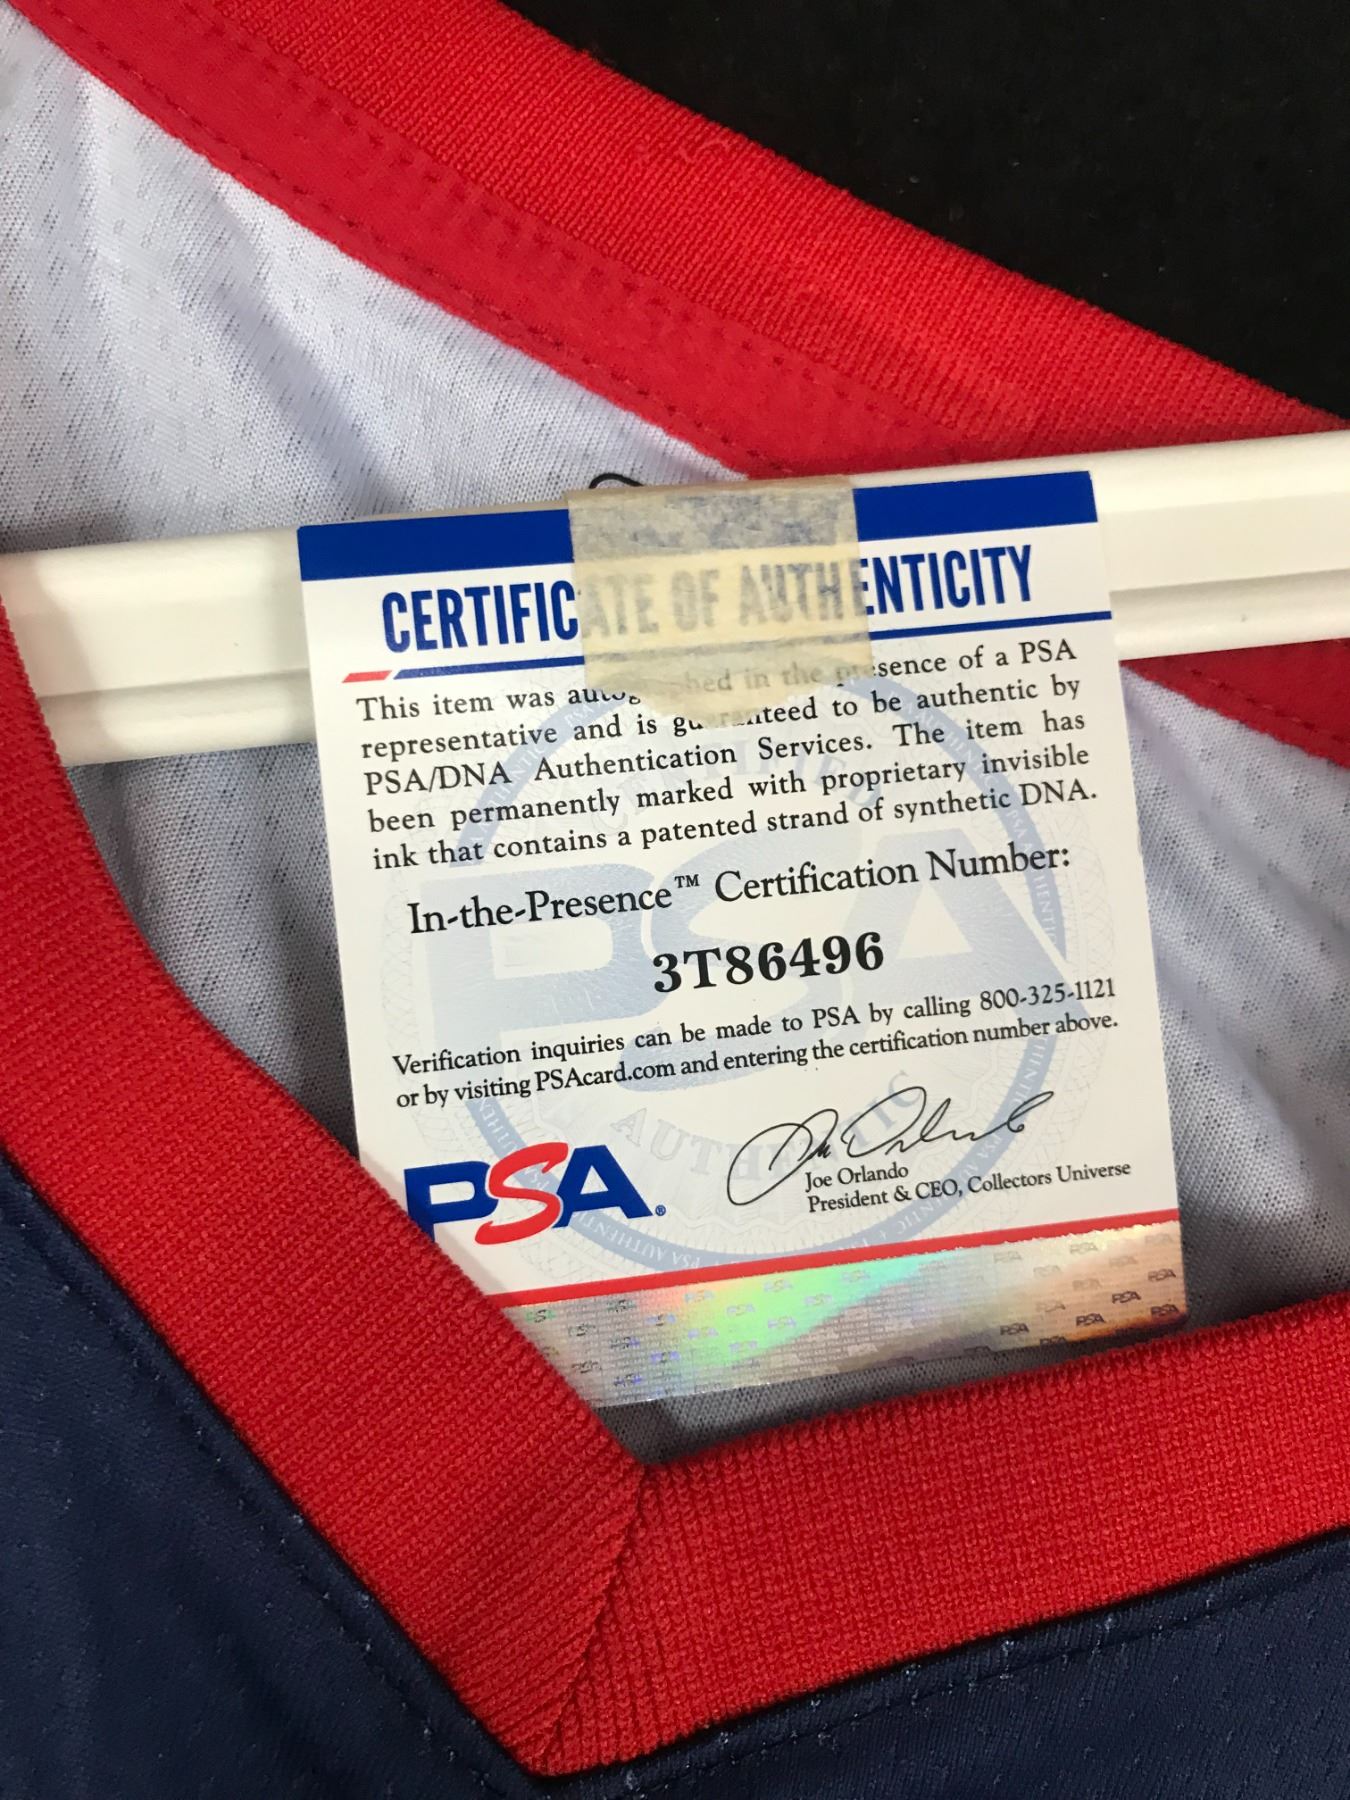 CERTIFICATE OF AUTHENTICITY
This item was in the presence of a PSA
representative and is guaranteed to be authentic by
PSA/DNA Authentication Services. The item has
been permanently marked with proprietary invisible
ink that contains a patented strand of synthetic DNA.
In-the-Presence™ Certification Number:
3T86496
Verification inquiries can be made to PSA by calling 800-325-1121
or by visiting PSAcard.com and entering the certification number above.
PSA®
Joe Orlando
President & CEO, Collectors Universe